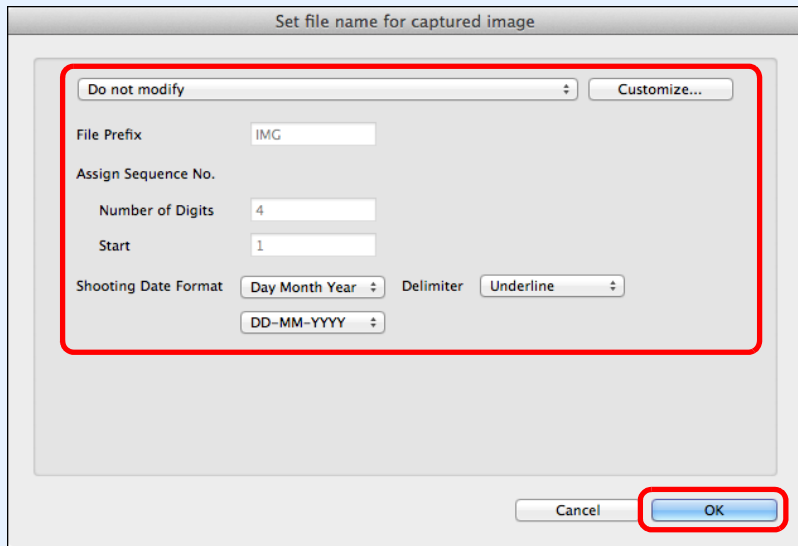 Set file name for captured image
Do not modify Customize...
File Prefix IMG
Assign Sequence No.
Number of Digits 4
Start 1
Shooting Date Format Day Month Year Delimiter Underline
DD-MM-YYYY
Cancel OK